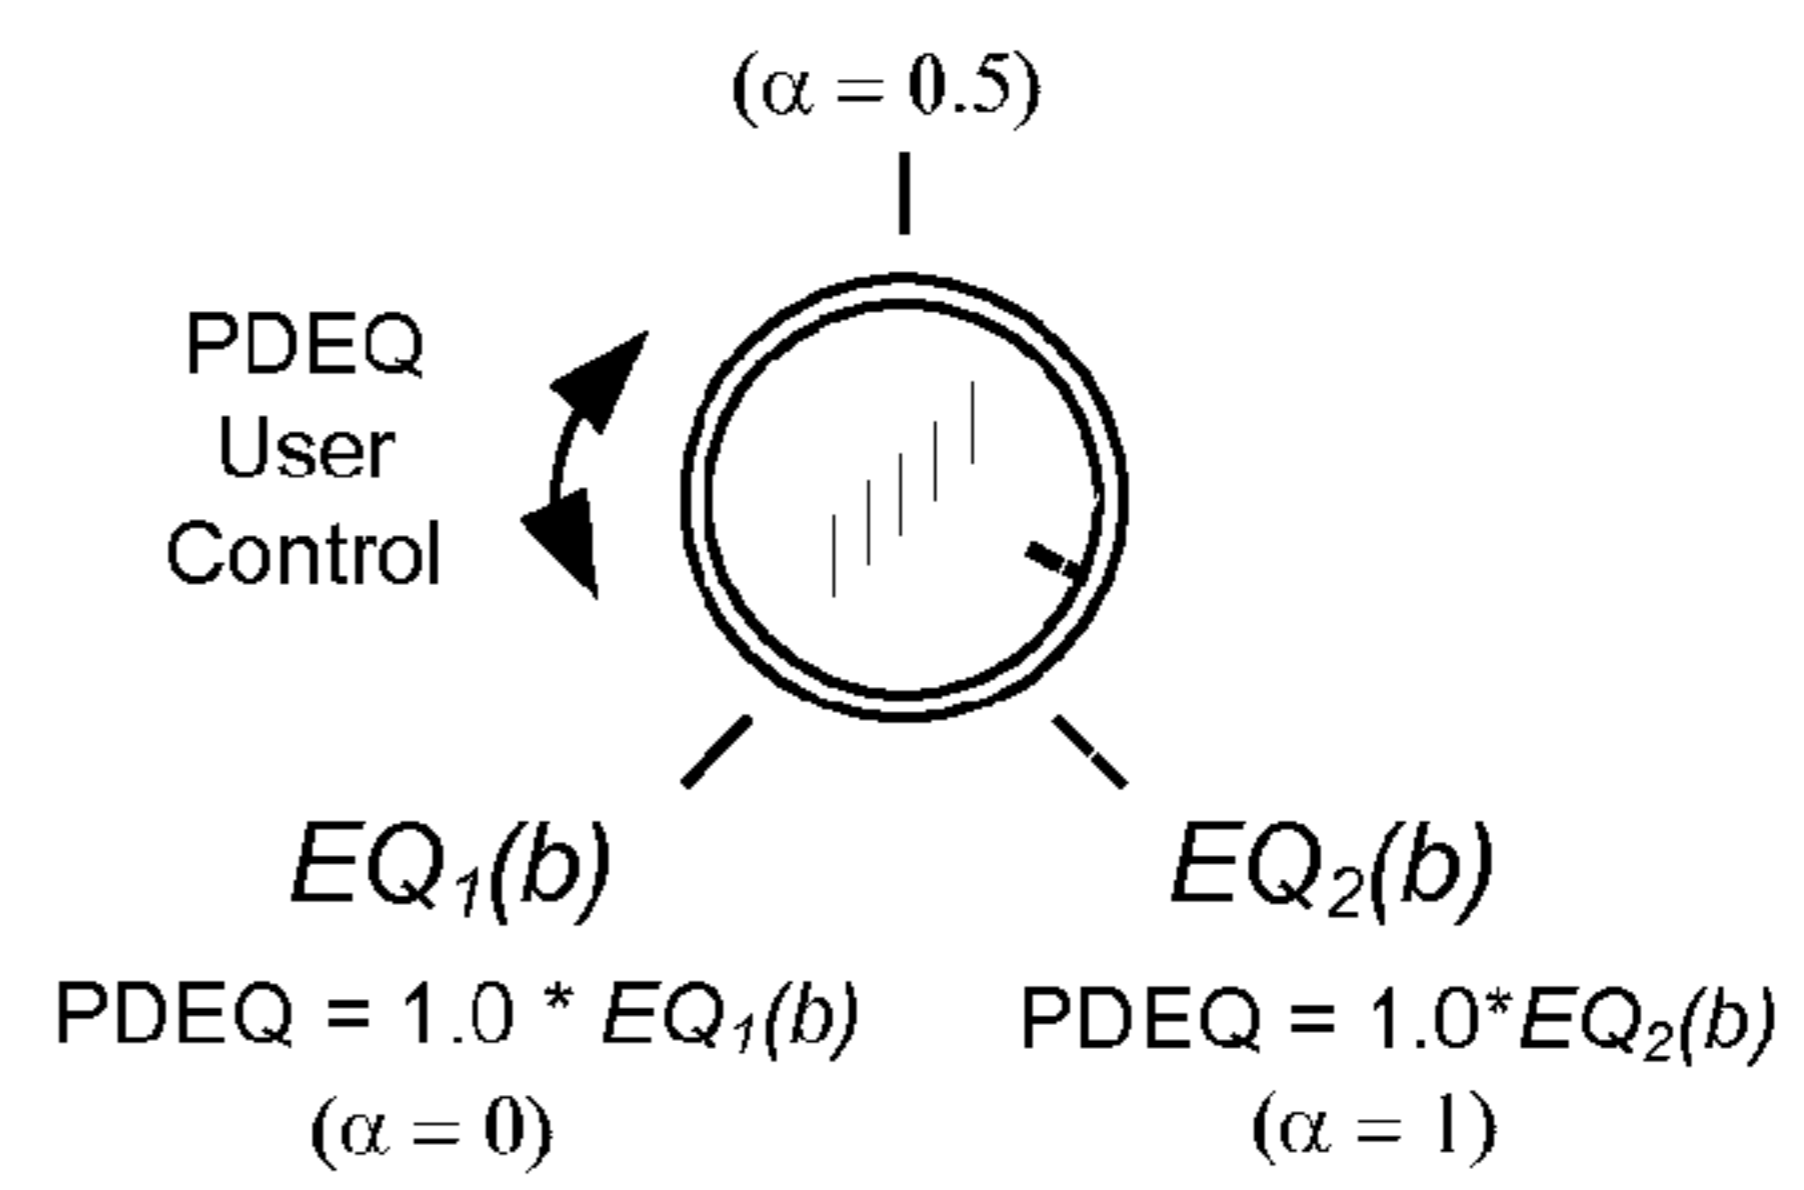 (α = 0.5)
PDEQ
User
Control
EQ₁(b)
EQ₂(b)
PDEQ = 1.0 * EQ₁(b)
PDEQ = 1.0*EQ₂(b)
(α = 0)
(α = 1)